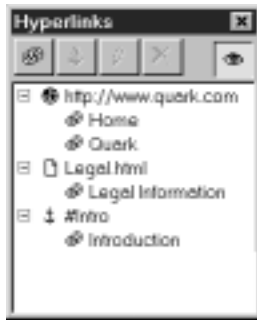 Hyperlinks
http://www.quark.com
Home
Quark
Legal.html
Legal Information
#Intro
Introduction